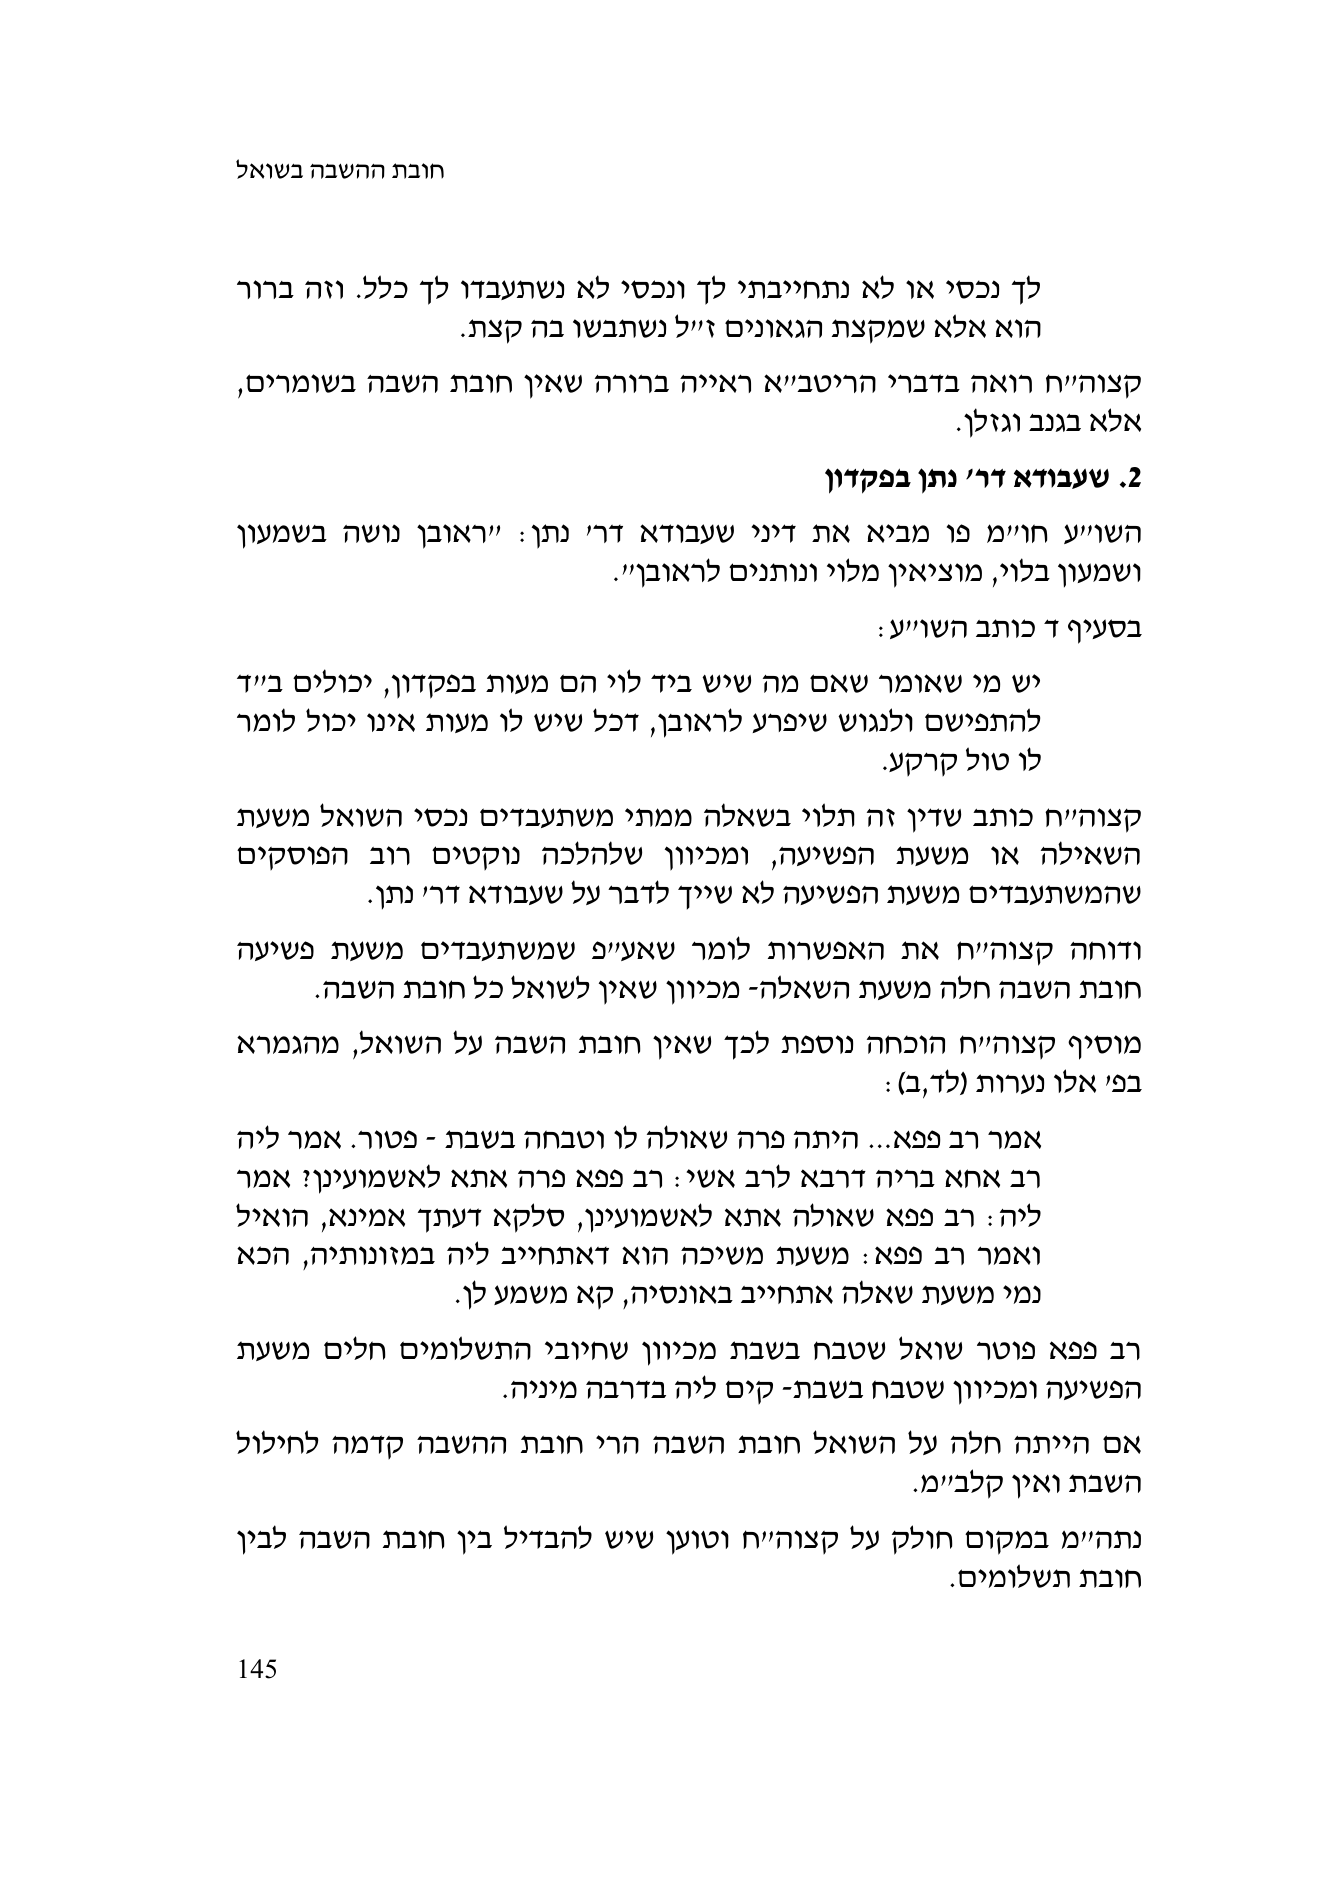 חובת ההשבה בשואל
לך נכסי או לא נתחייבתי לך ונכסי לא נשתעבדו לך כלל. וזה ברור
הוא אלא שמקצת הגאונים ז"ל נשתבשו בה קצת.
קצוה"ח רואה בדברי הריטב"א ראייה ברורה שאין חובת השבה בשומרים,
אלא בגנב וגזלן.
2. שעבודא דר' נתן בפקדון
השו"ע חו"מ פו מביא את דיני שעבודא דר' נתן: "ראובן נושה בשמעון
ושמעון בלוי, מוציאין מלוי ונותנים לראובן".
בסעיף ד כותב השו"ע:
יש מי שאומר שאם מה שיש ביד לוי הם מעות בפקדון, יכולים ב"ד
להתפישם ולנגוש שיפרע לראובן, דכל שיש לו מעות אינו יכול לומר
לו טול קרקע.
קצוה"ח כותב שדין זה תלוי בשאלה ממתי משתעבדים נכסי השואל משעת
השאילה או משעת הפשיעה, ומכיוון שלהלכה נוקטים רוב הפוסקים
שהמשתעבדים משעת הפשיעה לא שייך לדבר על שעבודא דר' נתן.
ודוחה קצוה"ח את האפשרות לומר שאע"פ שמשתעבדים משעת פשיעה
חובת השבה חלה משעת השאלה- מכיוון שאין לשואל כל חובת השבה.
מוסיף קצוה"ח הוכחה נוספת לכך שאין חובת השבה על השואל, מהגמרא
בפ' אלו נערות (לד,ב):
אמר רב פפא... היתה פרה שאולה לו וטבחה בשבת - פטור. אמר ליה
רב אחא בריה דרבא לרב אשי: רב פפא פרה אתא לאשמועינן? אמר
ליה: רב פפא שאולה אתא לאשמועינן, סלקא דעתך אמינא, הואיל
ואמר רב פפא: משעת משיכה הוא דאתחייב ליה במזונותיה, הכא
נמי משעת שאלה אתחייב באונסיה, קא משמע לן.
רב פפא פוטר שואל שטבח בשבת מכיוון שחיובי התשלומים חלים משעת
הפשיעה ומכיוון שטבח בשבת- קים ליה בדרבה מיניה.
אם הייתה חלה על השואל חובת השבה הרי חובת ההשבה קדמה לחילול
השבת ואין קלב"מ.
נתה"מ במקום חולק על קצוה"ח וטוען שיש להבדיל בין חובת השבה לבין
חובת תשלומים.
145